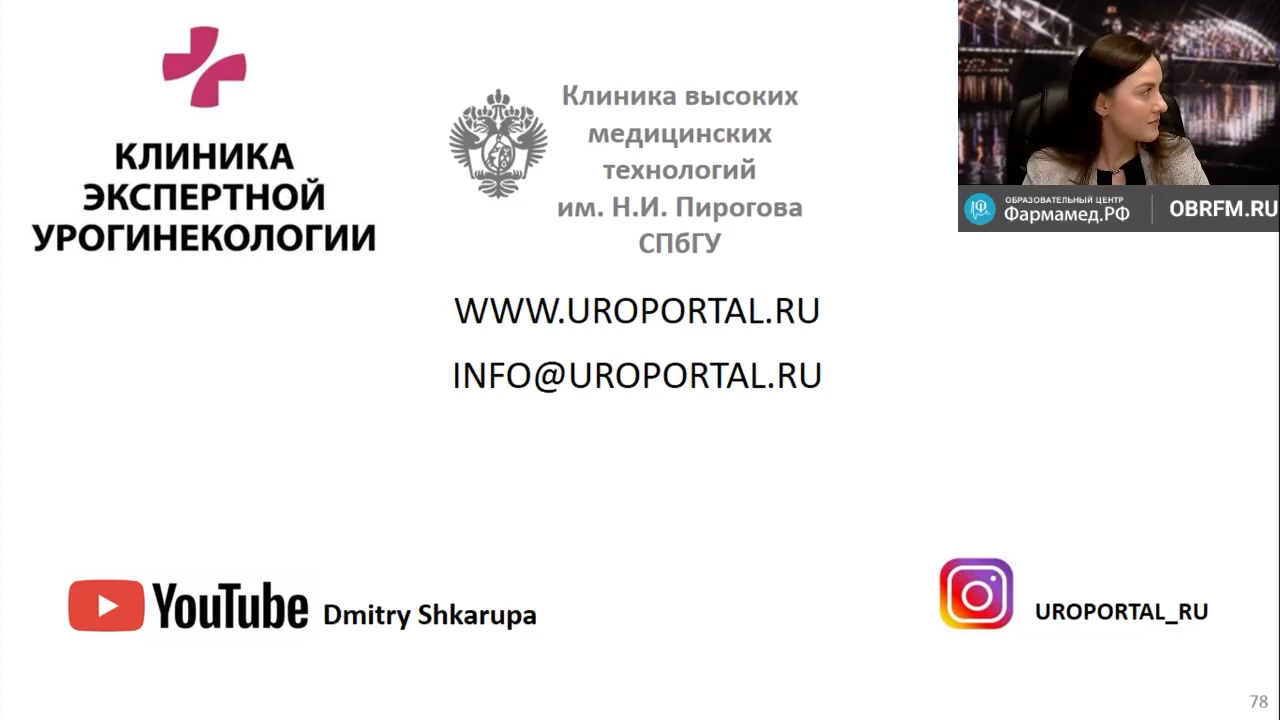 КЛИНИКА
ЭКСПЕРТНОЙ
УРОГИНЕКОЛОГИИ
Клиника высоких
медицинских
технологий
им. Н.И. Пирогова
СПбГУ
ОБРАЗОВАТЕЛЬНЫЙ ЦЕНТР
Фармамед.РФ
OBRFM.RU
WWW.UROPORTAL.RU
INFO@UROPORTAL.RU
YouTube Dmitry Shkarupa
UROPORTAL_RU
78